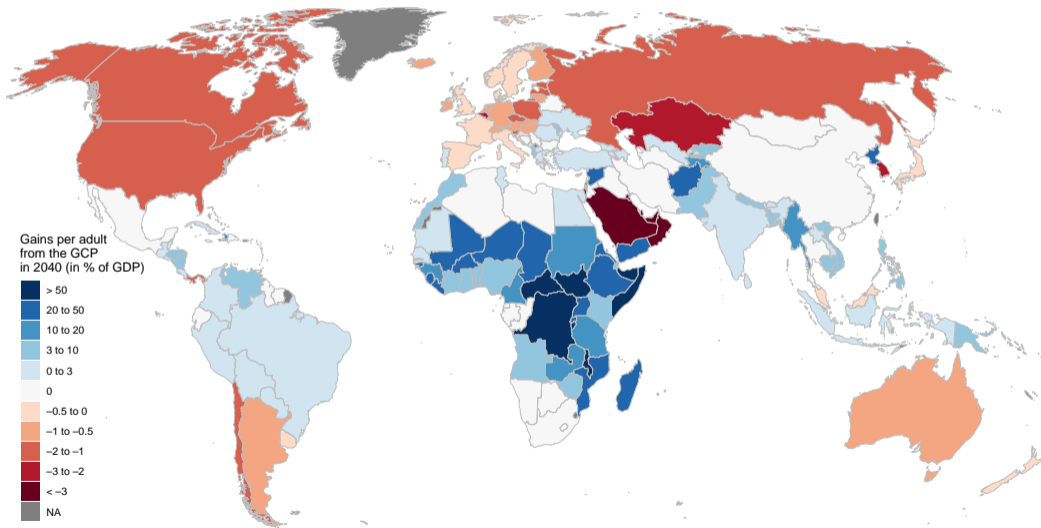 Gains per adult
from the GCP
in 2040 (in % of GDP)
> 50
20 to 50
10 to 20
3 to 10
0 to 3
0
–0.5 to 0
–1 to –0.5
–2 to –1
–3 to –2
< –3
NA